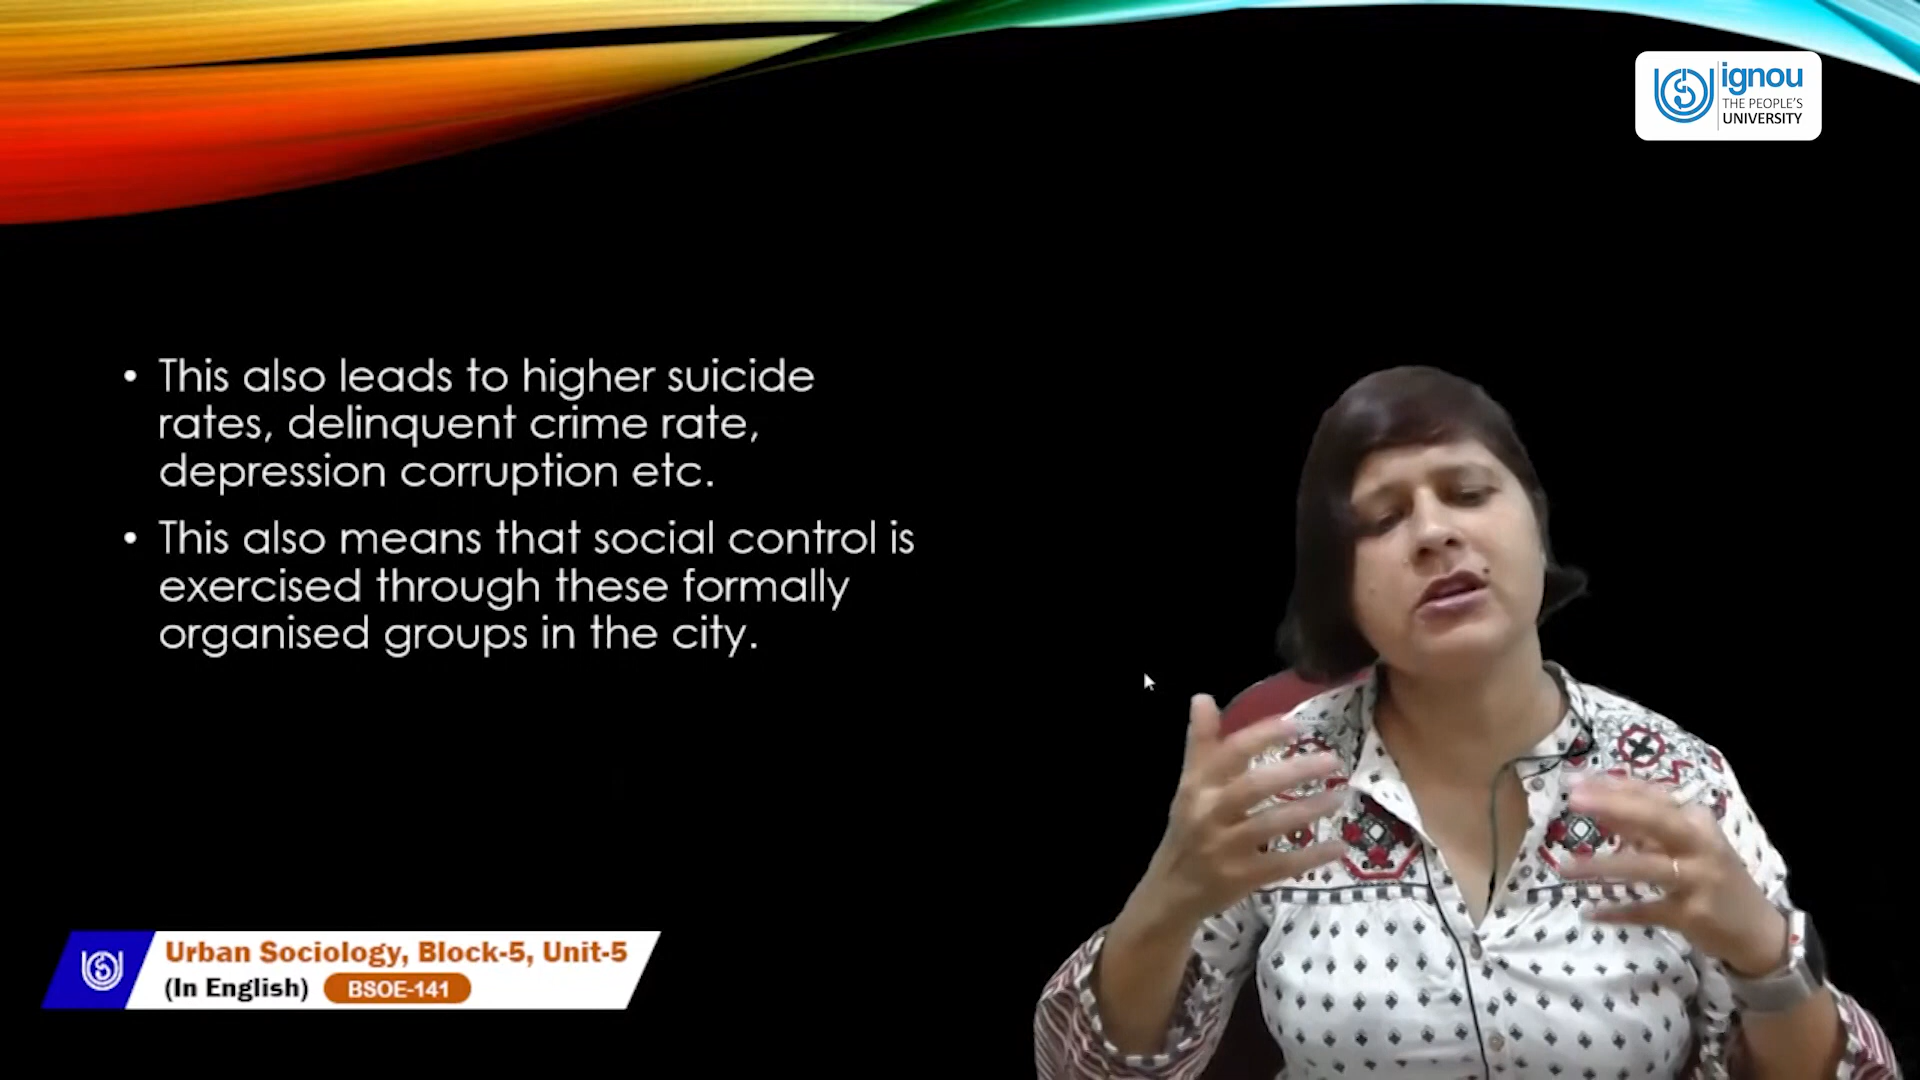 ignou
THE PEOPLE'S
UNIVERSITY
• This also leads to higher suicide
rates, delinquent crime rate,
depression corruption etc.
• This also means that social control is
exercised through these formally
organised groups in the city.
Urban Sociology, Block-5, Unit-5
(In English) BSOE-141